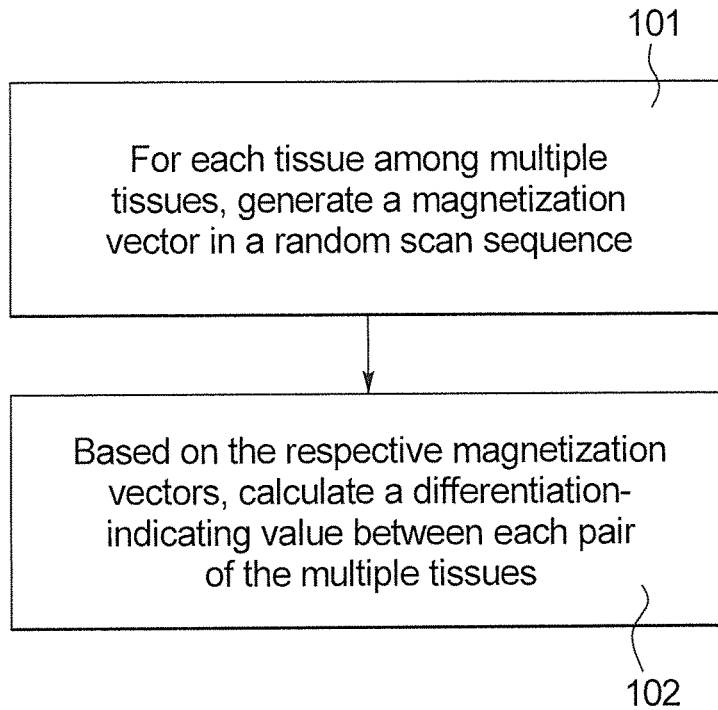 101
For each tissue among multiple
tissues, generate a magnetization
vector in a random scan sequence
Based on the respective magnetization
vectors, calculate a differentiation-
indicating value between each pair
of the multiple tissues
102